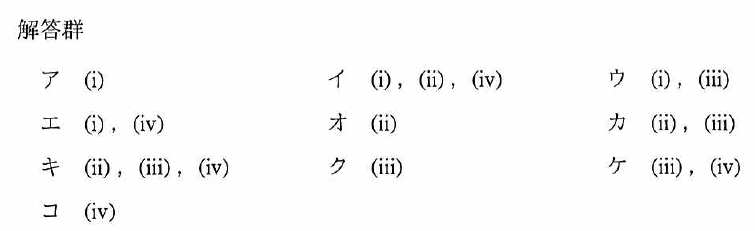 解答群
ア (i) イ (i), (ii), (iv) ウ (i), (iii)
エ (i), (iv) オ (ii) カ (ii), (iii)
キ (ii), (iii), (iv) ク (iii) ケ (iii), (iv)
コ (iv)